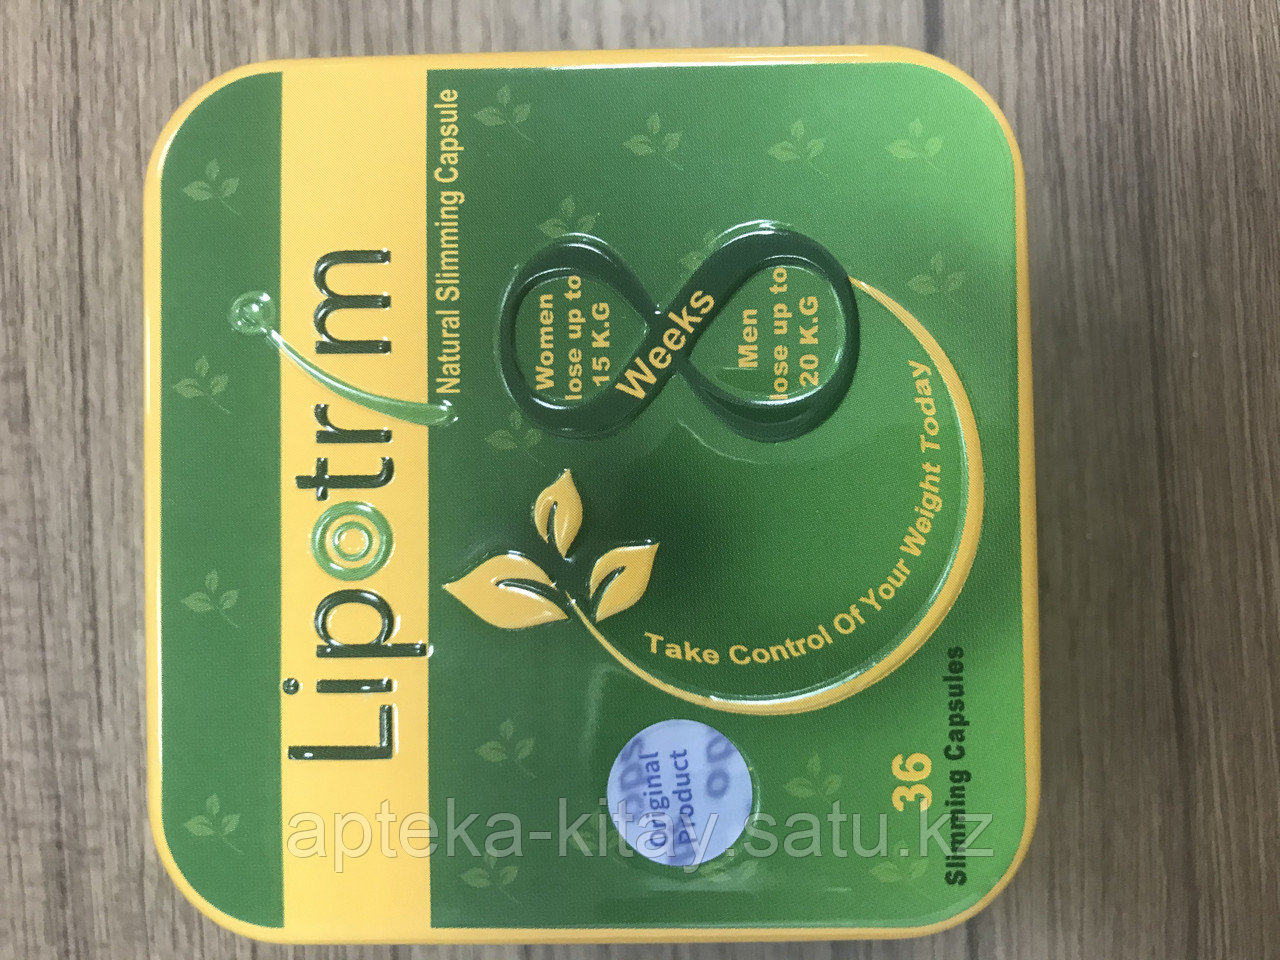 Lipotrim
Natural Slimming Capsule
Women
lose up to
15 K.G
Weeks
Men
lose up to
20 K.G
Take Control Of Your Weight Today
Original
Product
36
Slimming Capsules
apteka-kitay.satu.kz